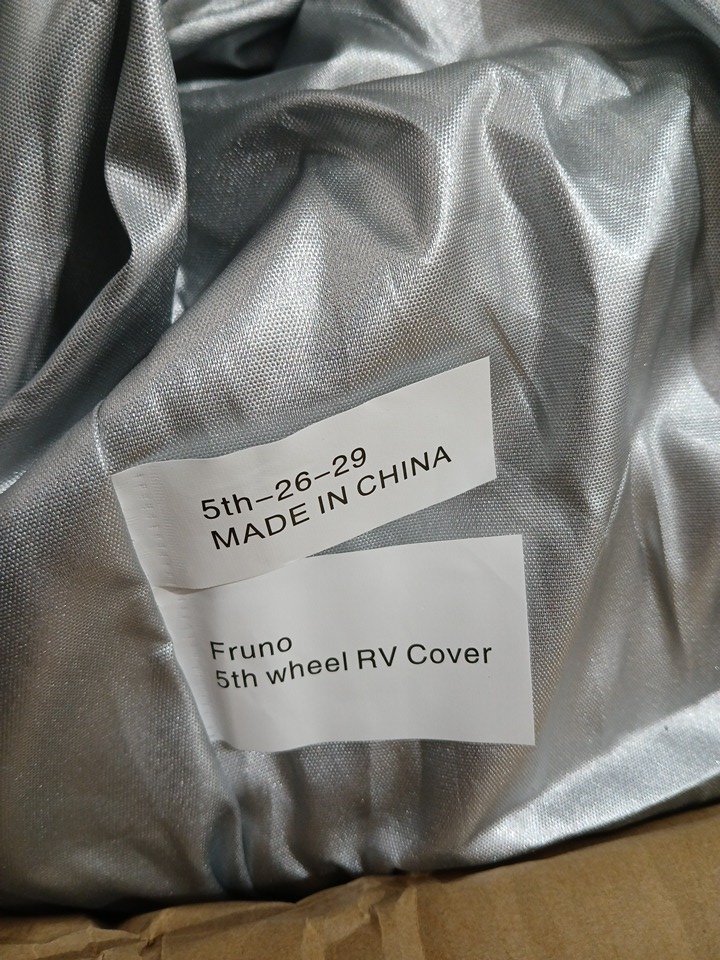 5th-26-29
MADE IN CHINA
Fruno
5th wheel RV Cover